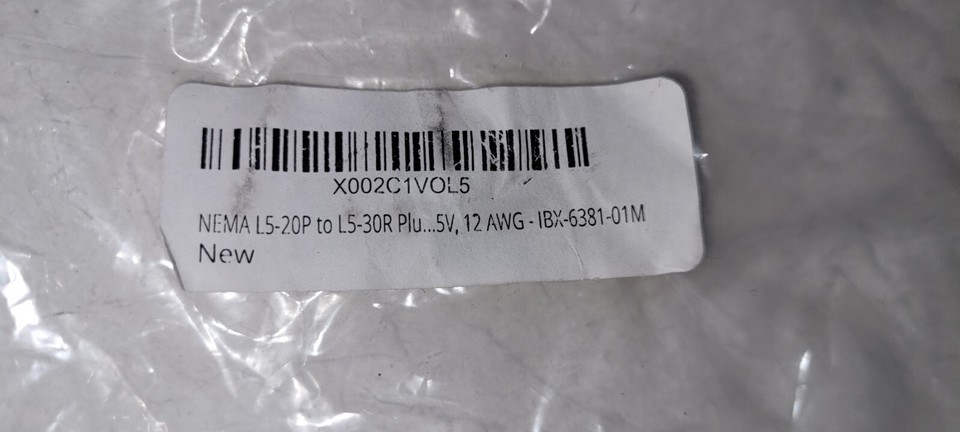 X002C1VOL5
NEMA L5-20P to L5-30R Plu...5V, 12 AWG - IBX-6381-01M
New